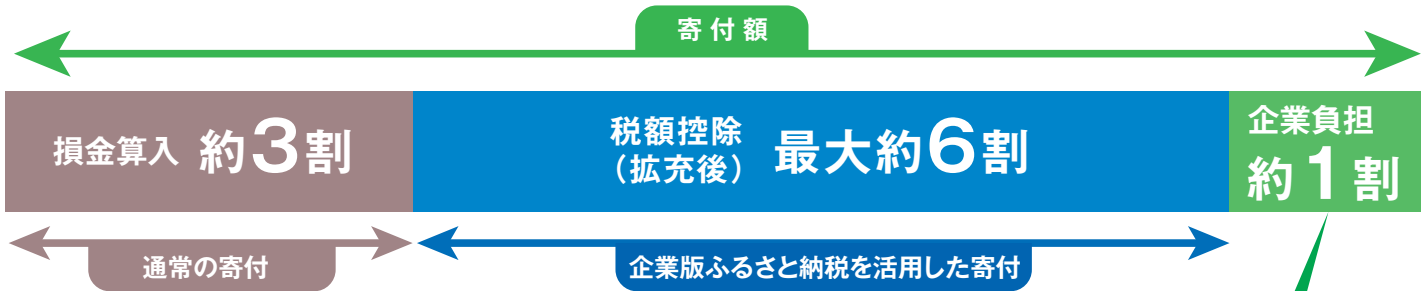 寄付額
損金算入 約3割
税額控除
（拡充後）
最大約6割
企業負担
約1割
通常の寄付
企業版ふるさと納税を活用した寄付